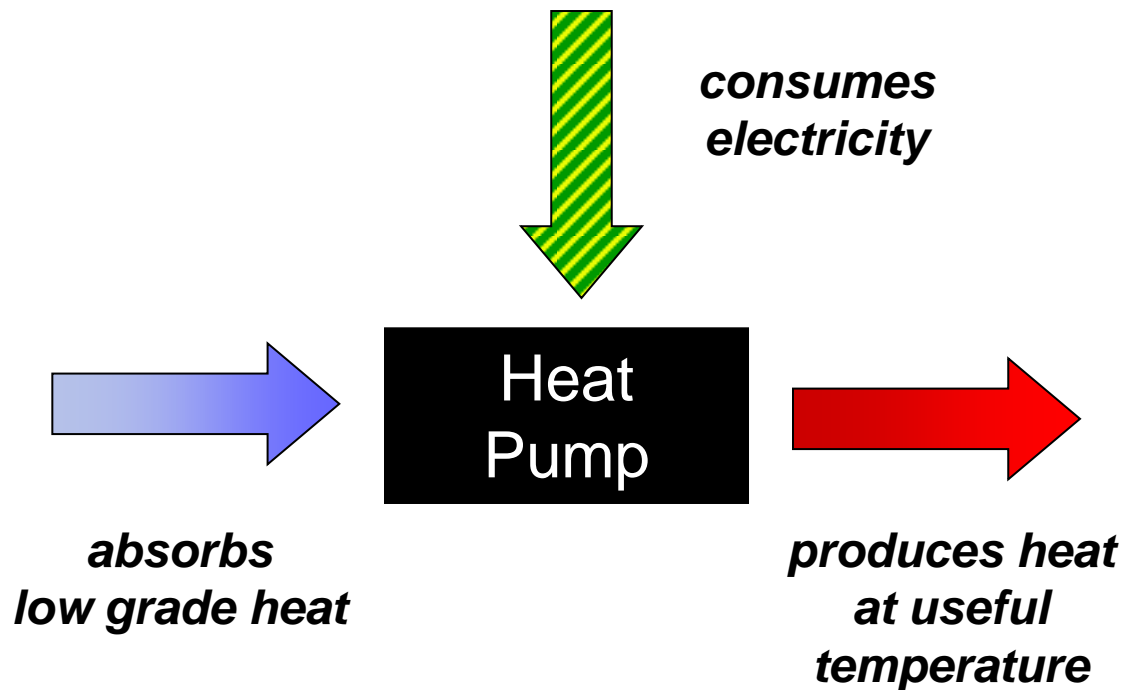 consumes
electricity
Heat
Pump
absorbs
low grade heat
produces heat
at useful
temperature